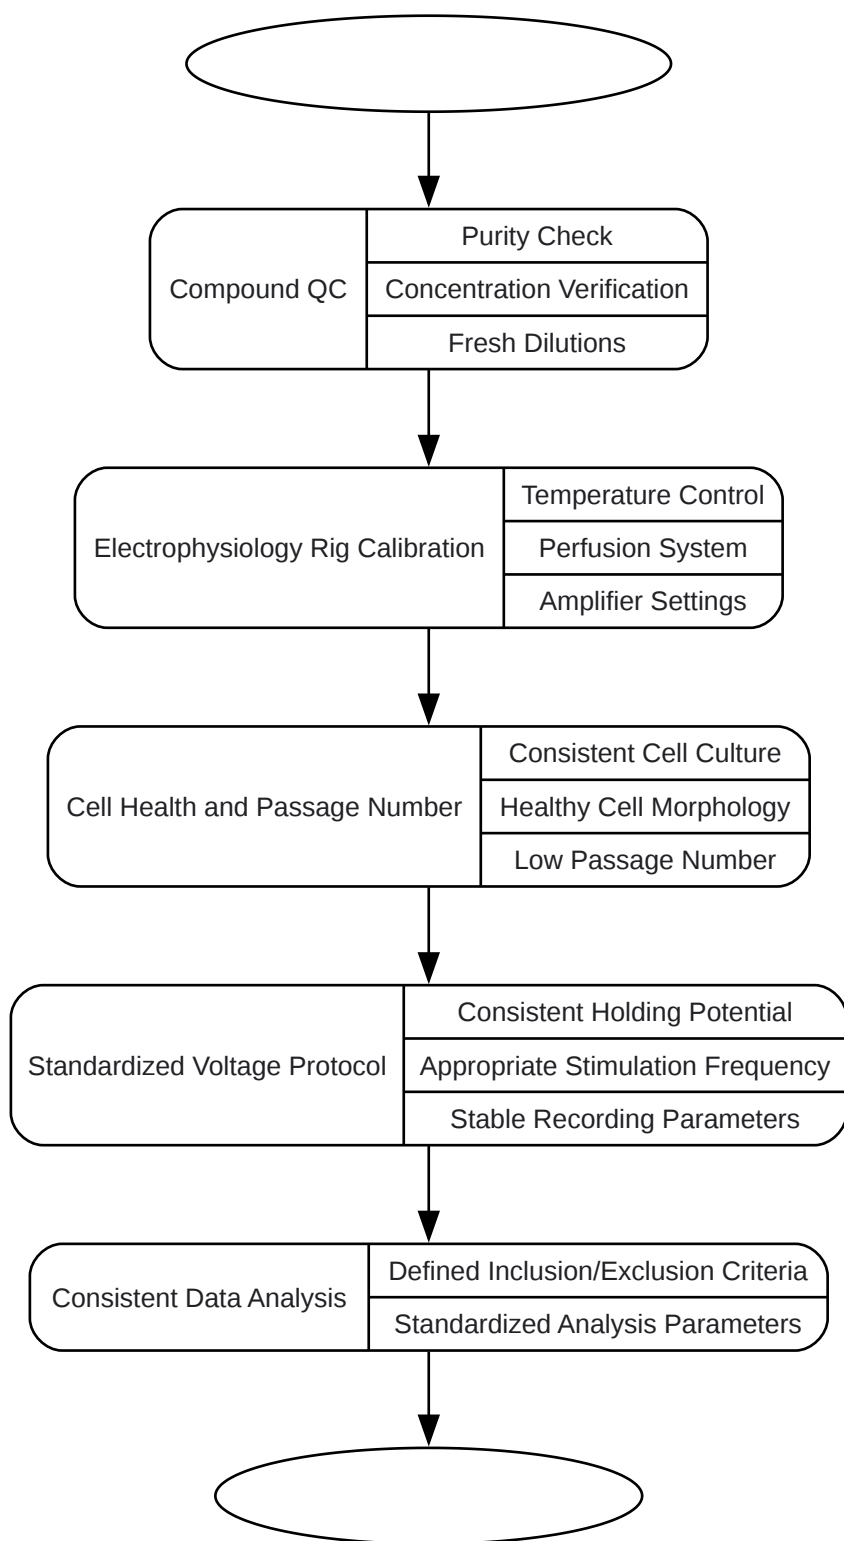 Compound QC
Purity Check
Concentration Verification
Fresh Dilutions
Electrophysiology Rig Calibration
Temperature Control
Perfusion System
Amplifier Settings
Cell Health and Passage Number
Consistent Cell Culture
Healthy Cell Morphology
Low Passage Number
Standardized Voltage Protocol
Consistent Holding Potential
Appropriate Stimulation Frequency
Stable Recording Parameters
Consistent Data Analysis
Defined Inclusion/Exclusion Criteria
Standardized Analysis Parameters